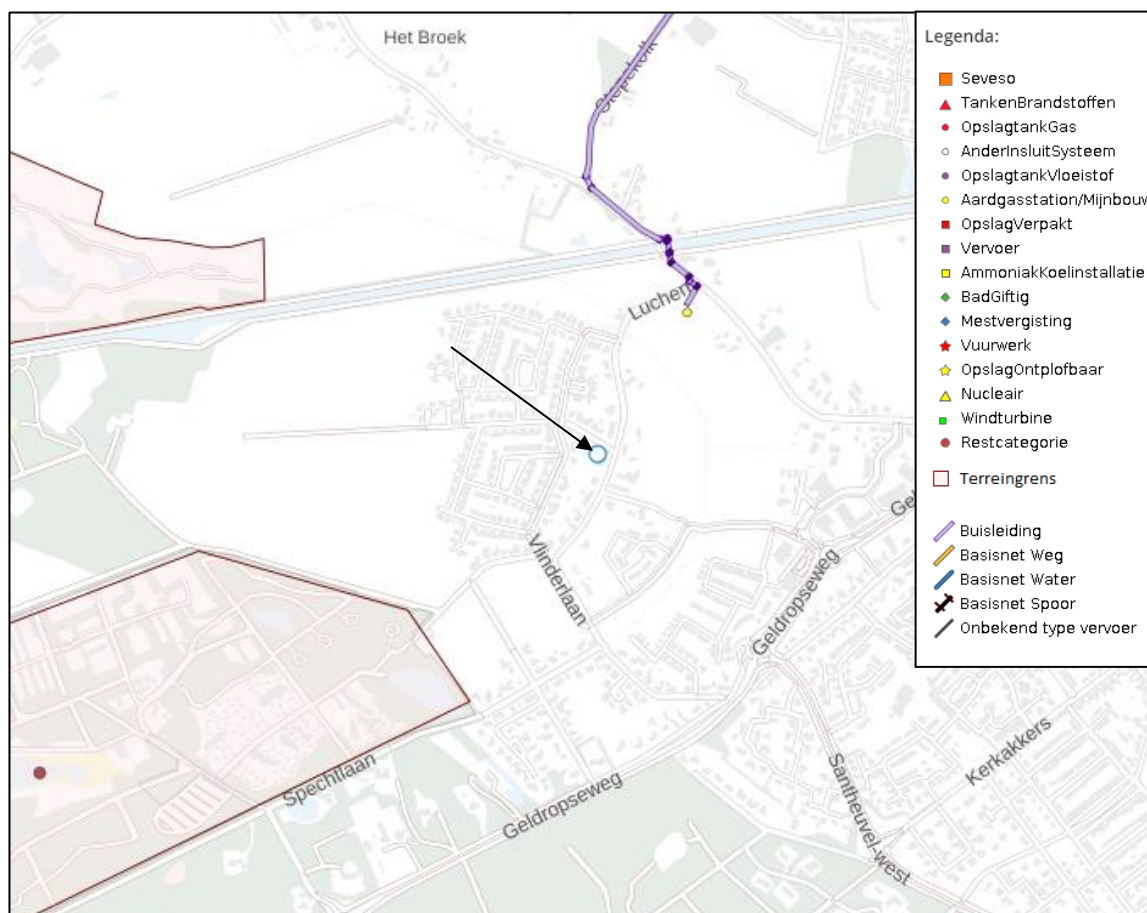 Het Broek
Stepekolk
Luchen
Vlinderlaan
Geldropseweg
Spechtlaan
Geldropseweg
Santheuvel-west
Kerkakkers
Legenda:
Seveso
TankenBrandstoffen
OpslagtankGas
AnderInsluitSysteem
OpslagtankVloeistof
Aardgasstation/Mijnbouw
OpslagVerpakt
Vervoer
AmmoniakKoelinstallatie
BadGiftig
Mestvergisting
Vuurwerk
OpslagOntplofbaar
Nucleair
Windturbine
Restcategorie
Terreingrens
Buisleiding
Basisnet Weg
Basisnet Water
Basisnet Spoor
Onbekend type vervoer